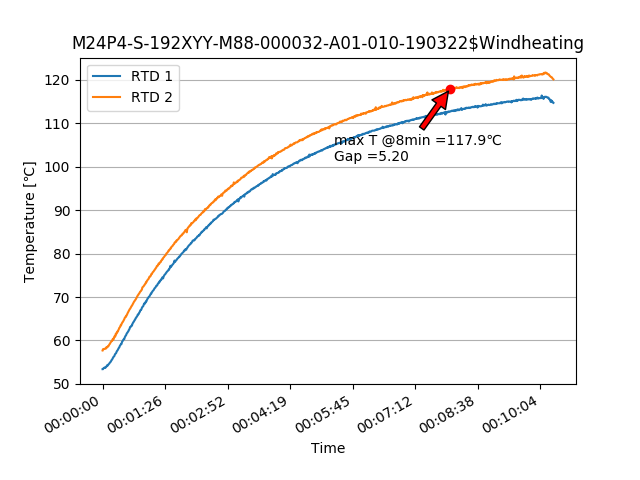 M24P4-S-192XYY-M88-000032-A01-010-190322$Windheating
RTD 1
RTD 2
max T @8min =117.9℃
Gap =5.20
Temperature [℃]
120
110
100
90
80
70
60
50
00:00:00
00:01:26
00:02:52
00:04:19
00:05:45
00:07:12
00:08:38
00:10:04
Time